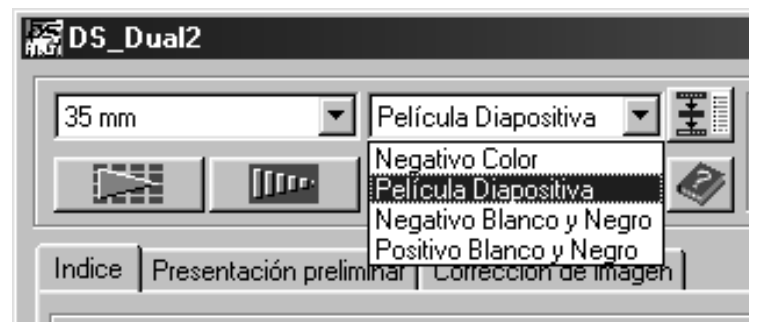 DS_Dual2
35 mm
Película Diapositiva
Negativo Color
Película Diapositiva
Negativo Blanco y Negro
Positivo Blanco y Negro
Indice
Presentación preliminar
Corrección de imagen